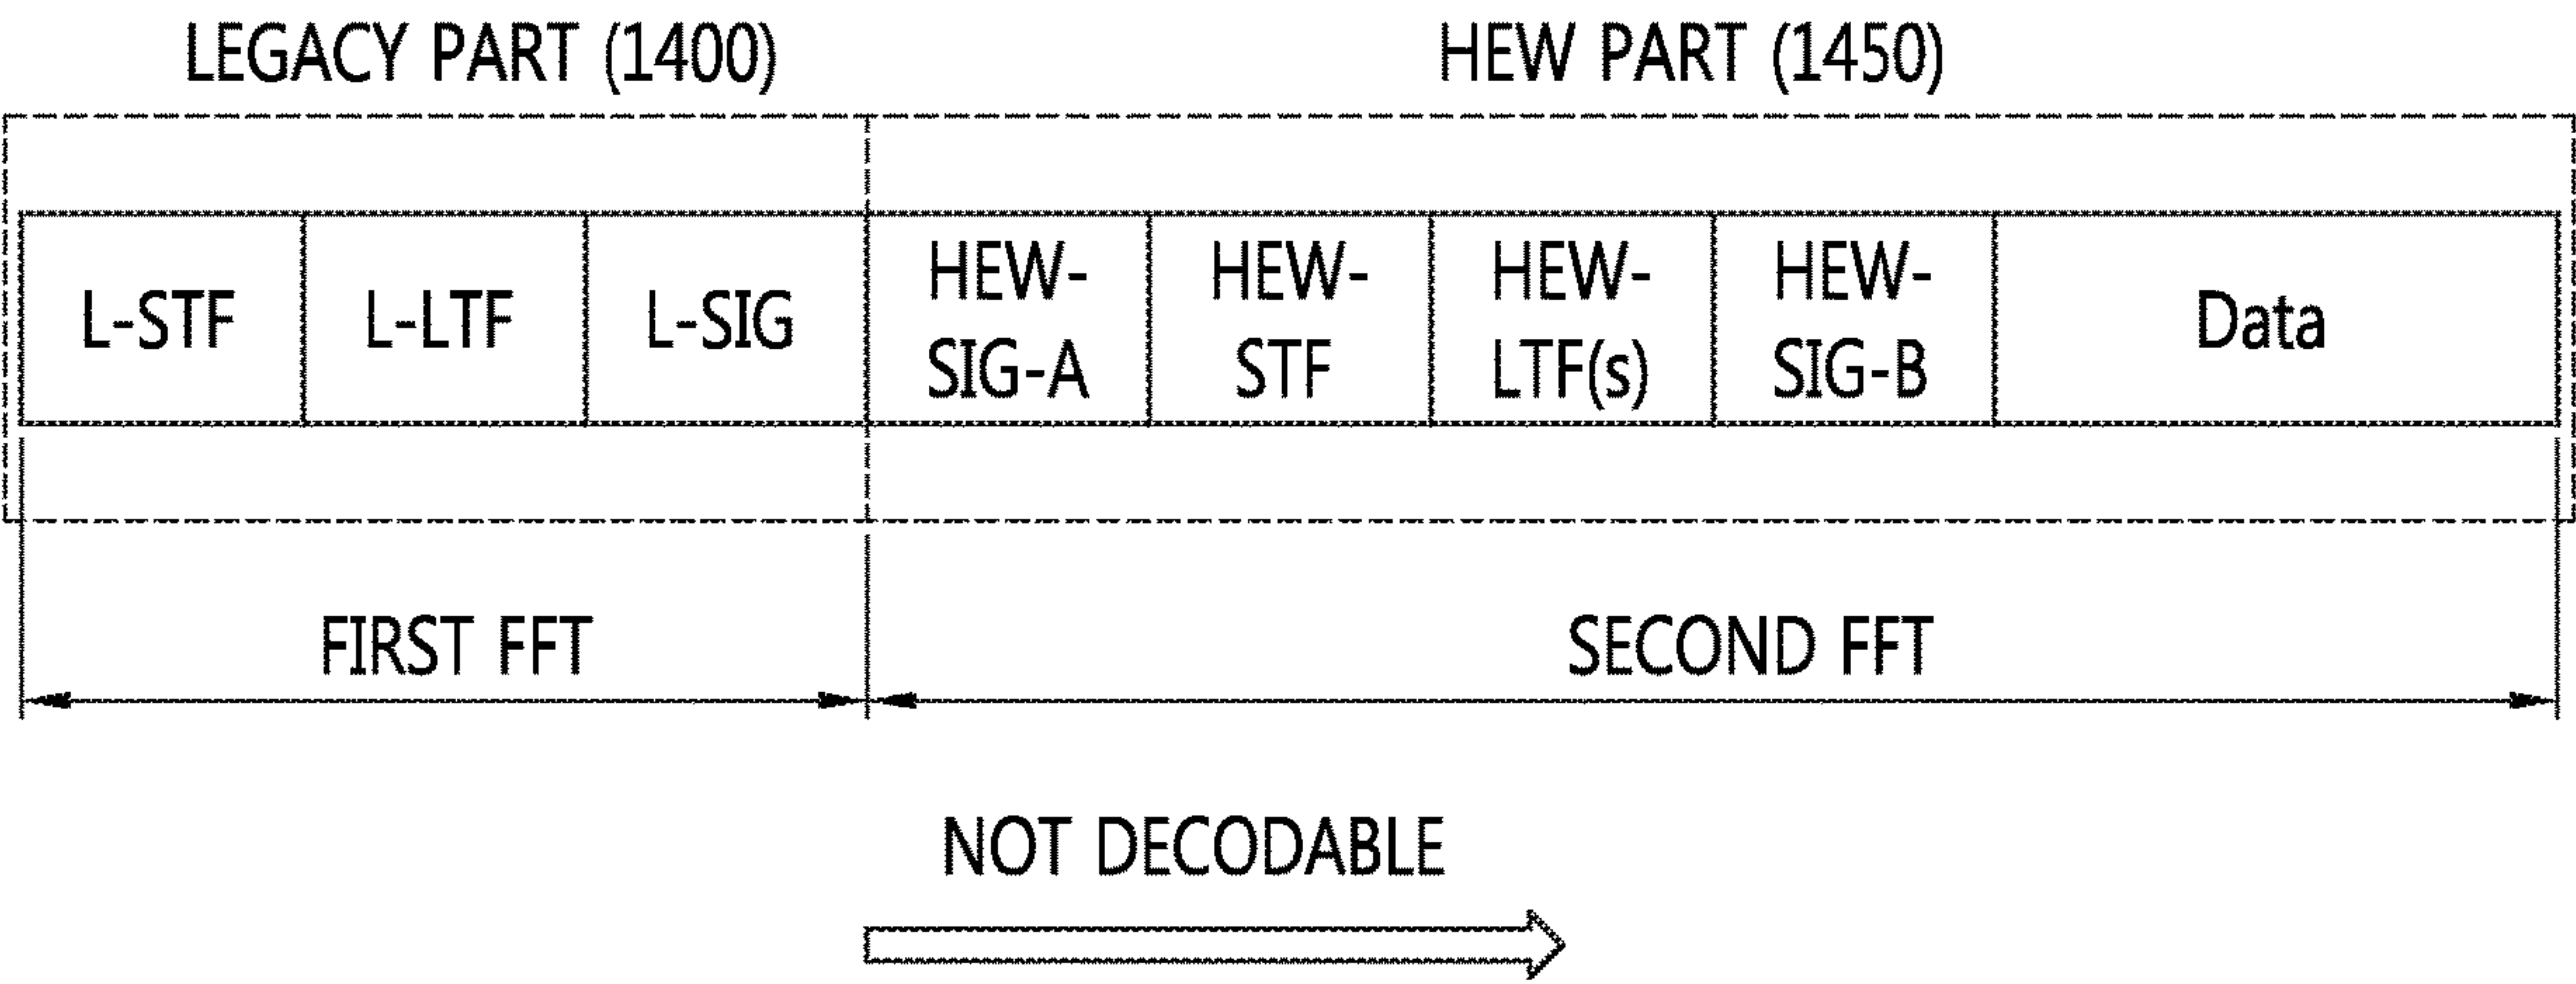 LEGACY PART (1400)
HEW PART (1450)
L-STF
L-LTF
L-SIG
HEW-
SIG-A
HEW-
STF
HEW-
LTF(s)
HEW-
SIG-B
Data
FIRST FFT
SECOND FFT
NOT DECODABLE